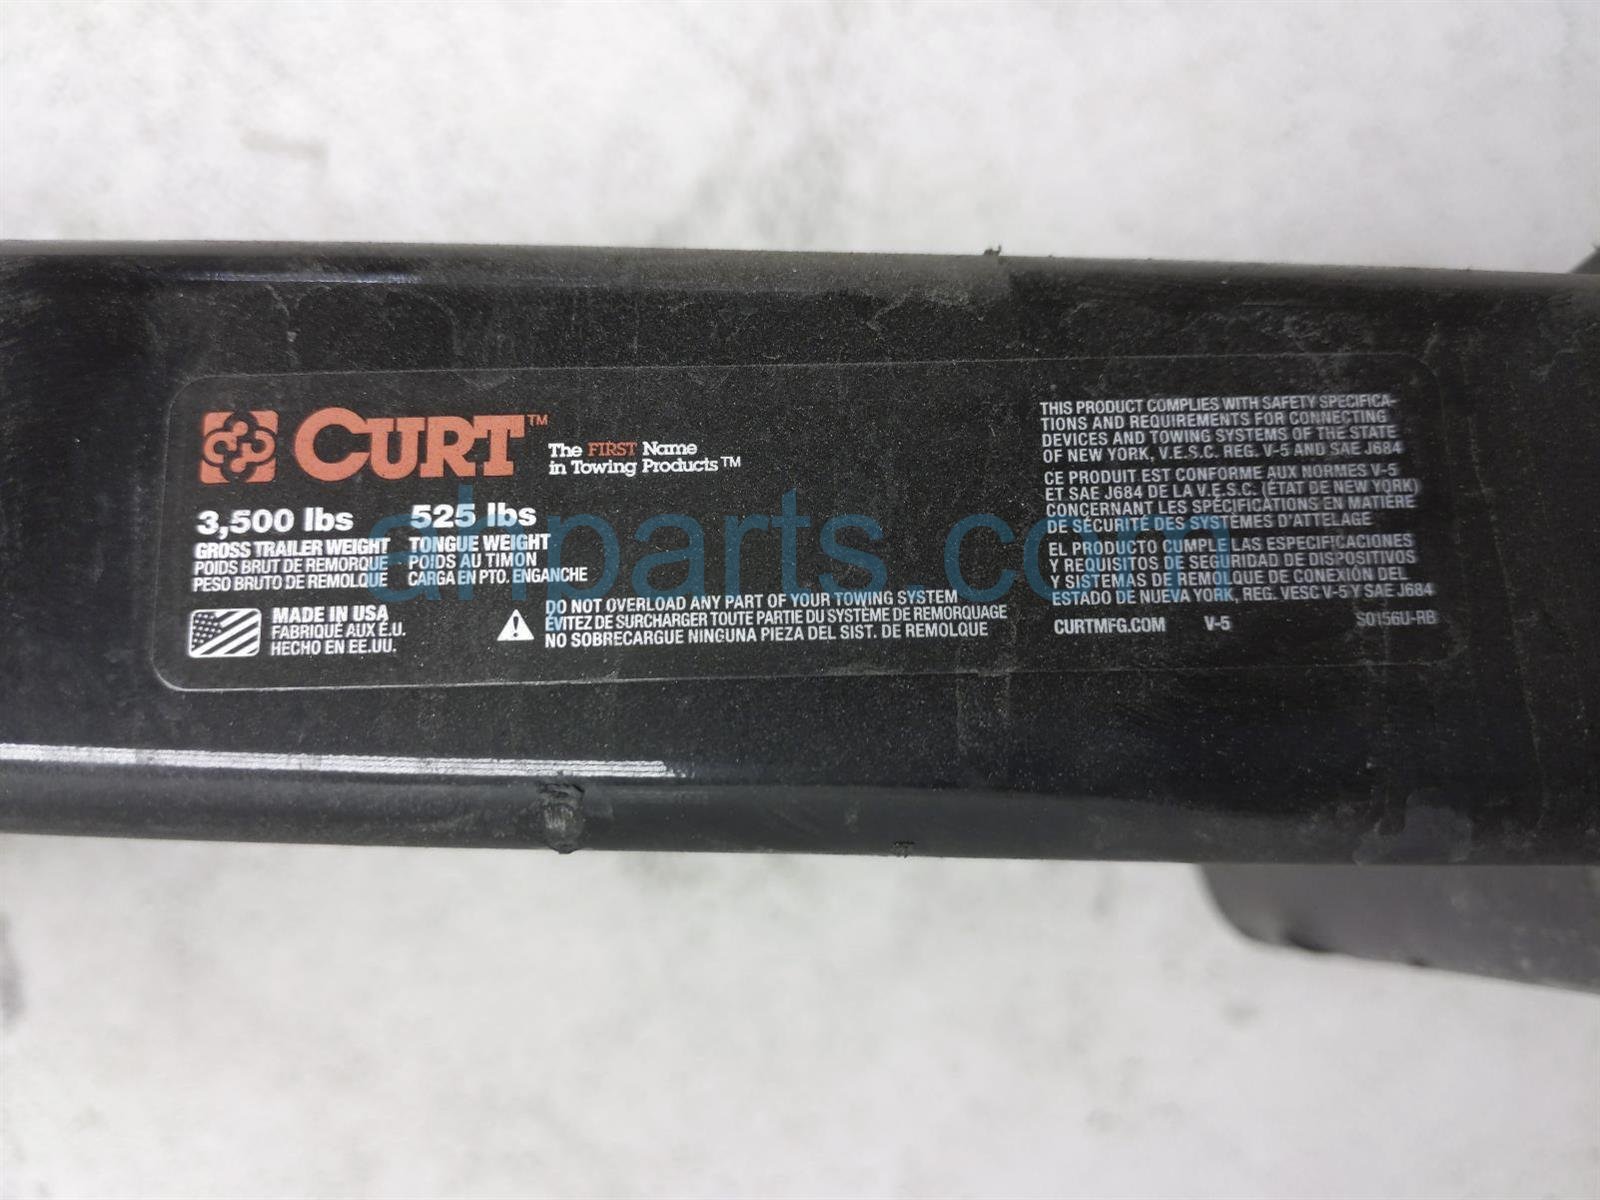 CURT™
The FIRST Name
in Towing Products™
3,500 lbs
GROSS TRAILER WEIGHT
POIDS BRUT DE REMORQUE
PESO BRUTO DE REMOLQUE
525 lbs
TONGUE WEIGHT
POIDS AU TIMON
CARGA EN PTO. ENGANCHE
MADE IN USA
FABRIQUÉ AUX É.U.
HECHO EN EE.UU.
DO NOT OVERLOAD ANY PART OF YOUR TOWING SYSTEM
ÉVITEZ DE SURCHARGER TOUTE PARTIE DU SYSTÈME DE REMORQUAGE
NO SOBRECARGUE NINGUNA PIEZA DEL SIST. DE REMOLQUE
THIS PRODUCT COMPLIES WITH SAFETY SPECIFICA-
TIONS AND REQUIREMENTS FOR CONNECTING
DEVICES AND TOWING SYSTEMS OF THE STATE
OF NEW YORK, V.E.S.C. REG. V-5 AND SAE J684
CE PRODUIT EST CONFORME AUX NORMES V-5
ET SAE J684 DE LA V.E.S.C. (ÉTAT DE NEW YORK)
CONCERNANT LES SPÉCIFICATIONS EN MATIÈRE
DE SÉCURITÉ DES SYSTÈMES D'ATTELAGE
EL PRODUCTO CUMPLE LAS ESPECIFICACIONES
Y REQUISITOS DE SEGURIDAD DE DISPOSITIVOS
Y SISTEMAS DE REMOLQUE DE CONEXIÓN DEL
ESTADO DE NUEVA YORK, REG. VESC V-5 Y SAE J684
CURTMFG.COM V-5 S0156U-RB
ahparts.com